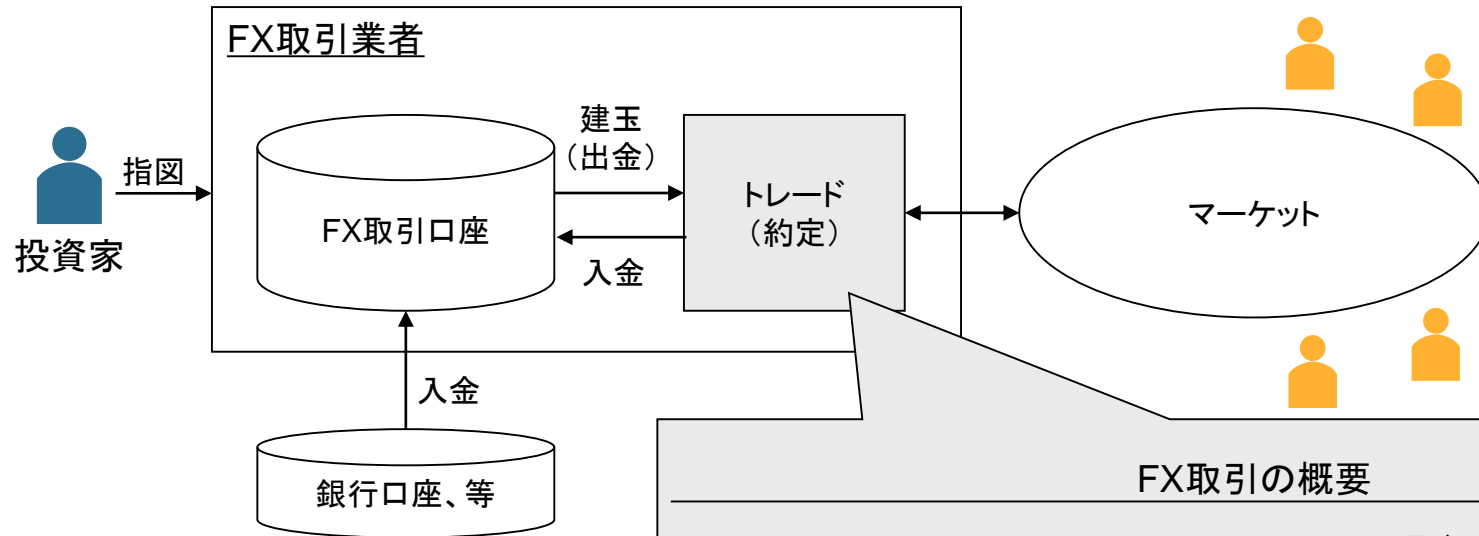 FX取引業者
建玉
（出金）
指図
投資家
FX取引口座
トレード
（約定）
入金
マーケット
入金
銀行口座、等
FX取引の概要